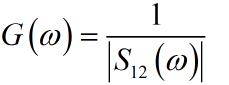 G(ω) = 1 / |S₁₂(ω)|